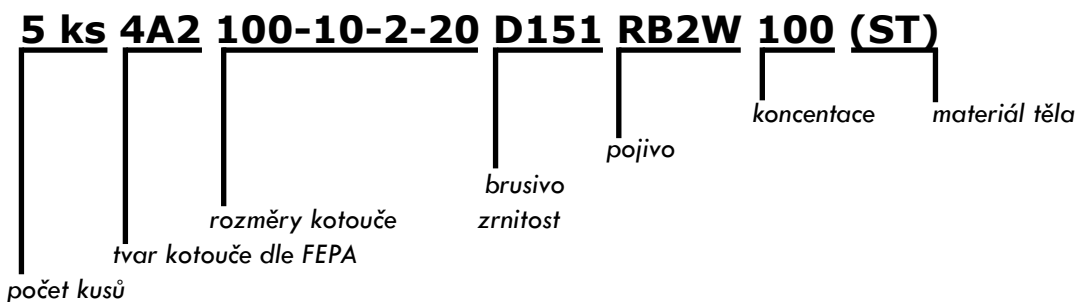 5 ks 4A2 100-10-2-20 D151 RB2W 100 (ST)
koncentace
materiál těla
pojivo
brusivo
zrnitost
rozměry kotouče
tvar kotouče dle FEPA
počet kusů